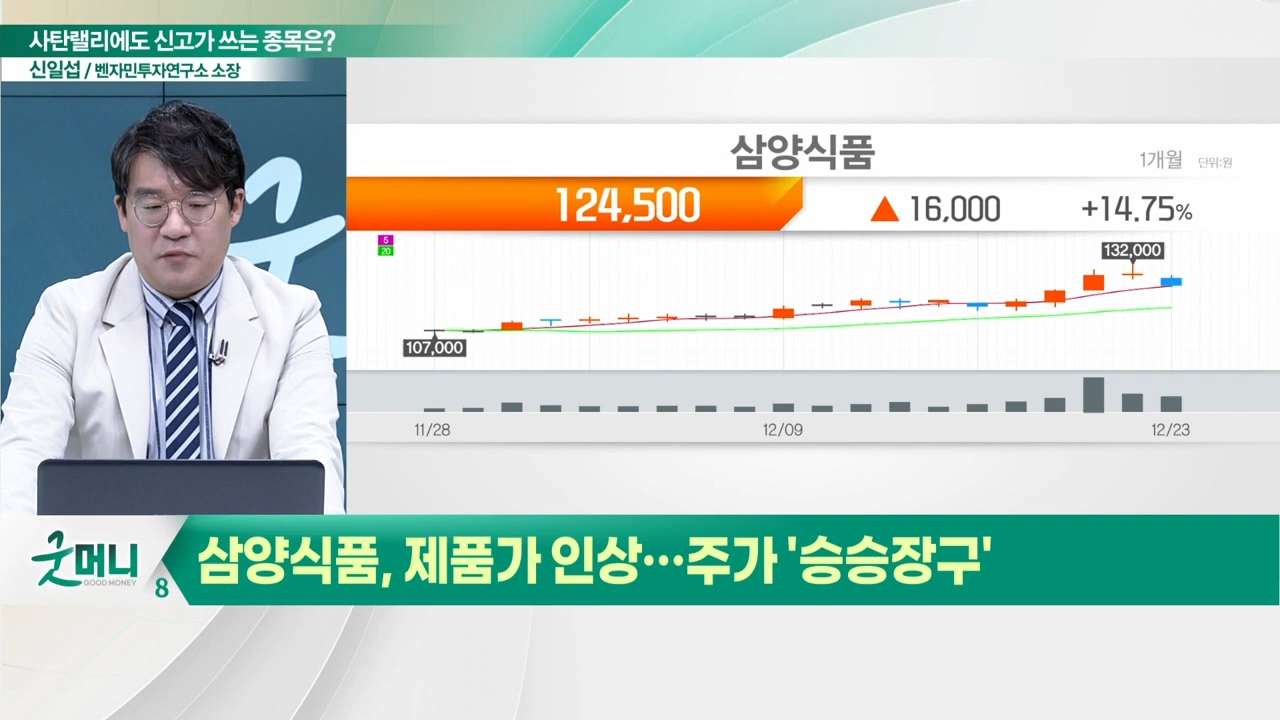 사탄랠리에도 신고가 쓰는 종목은?
신일섭 / 벤자민투자연구소 소장
삼양식품
1개월 단위:원
124,500 ▲ 16,000 +14.75%
5
20
132,000
107,000
11/28 12/09 12/23
굿머니
GOOD MONEY
8
삼양식품, 제품가 인상…주가 '승승장구'